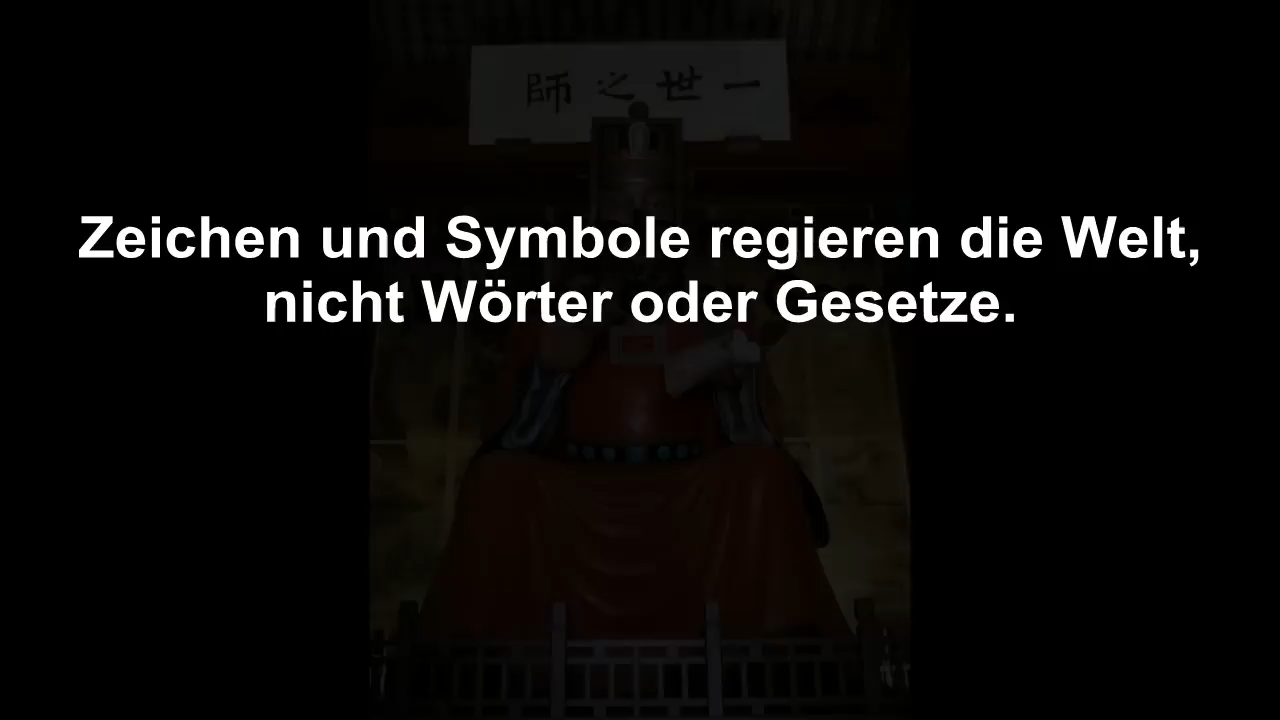 一世之師
Zeichen und Symbole regieren die Welt,
nicht Wörter oder Gesetze.